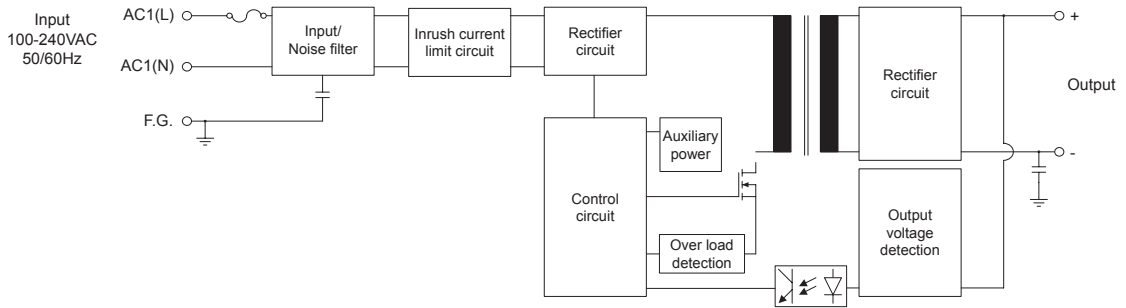 Input
100-240VAC
50/60Hz
AC1(L)
AC1(N)
F.G.
Input/
Noise filter
Inrush current
limit circuit
Rectifier
circuit
Rectifier
circuit
+
Output
-
Auxiliary
power
Control
circuit
Over load
detection
Output
voltage
detection